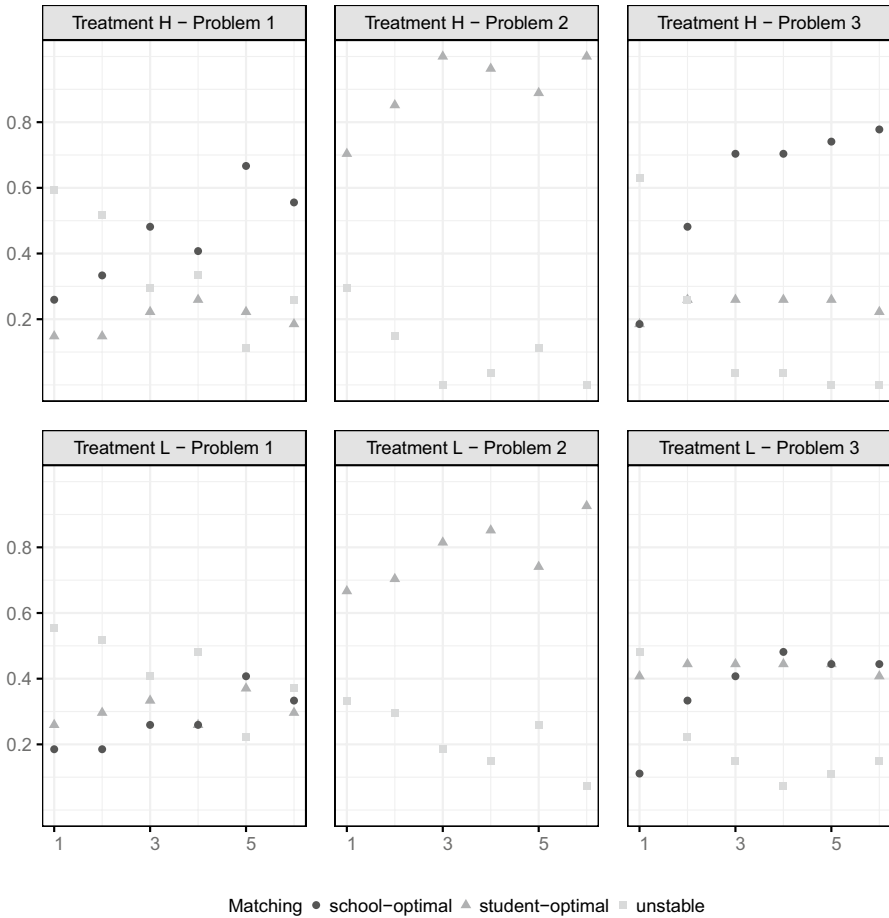 Treatment H − Problem 1
Treatment H − Problem 2
Treatment H − Problem 3
0.8
0.6
0.4
0.2
Treatment L − Problem 1
Treatment L − Problem 2
Treatment L − Problem 3
0.8
0.6
0.4
0.2
1 3 5
1 3 5
1 3 5
Matching school−optimal student−optimal unstable